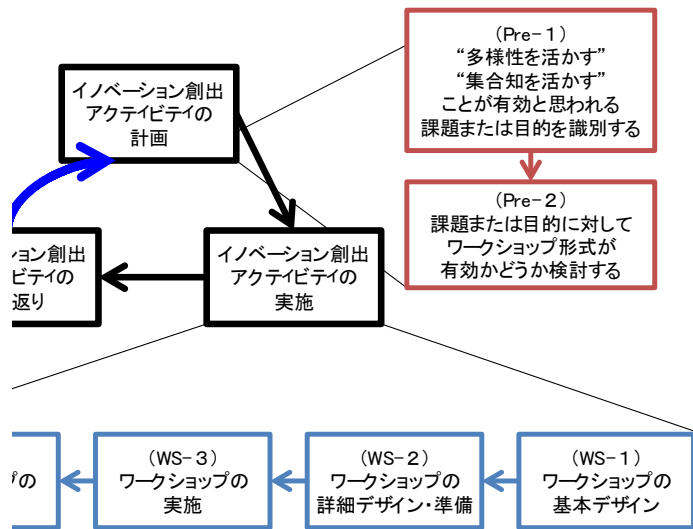 (Pre-1)
“多様性を活かす”
“集合知を活かす”
ことが有効と思われる
課題または目的を識別する
イノベーション創出
アクテイビテイの
計画
(Pre-2)
課題または目的に対して
ワークショップ形式が
有効かどうか検討する
ション創出
ビテイの
返り
イノベーション創出
アクテイビテイの
実施
プの
(WS-3)
ワークショップの
実施
(WS-2)
ワークショップの
詳細デザイン・準備
(WS-1)
ワークショップの
基本デザイン